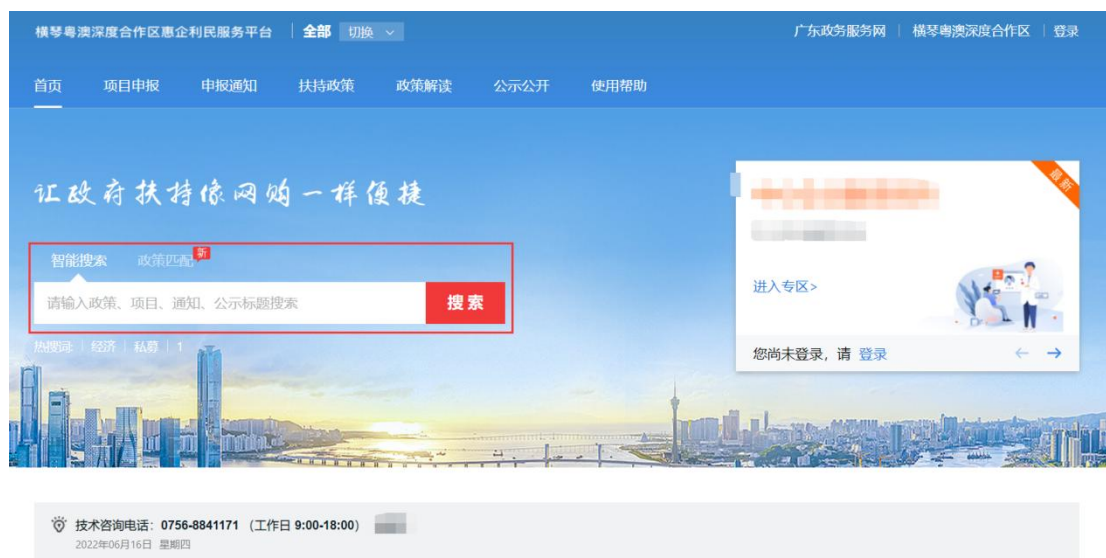 横琴粤澳深度合作区惠企利民服务平台 全部 切换 广东政务服务网 横琴粤澳深度合作区 登录
首页 项目申报 申报通知 扶持政策 政策解读 公示公开 使用帮助
让政府扶持像网购一样便捷
最新
智能搜索 政策匹配 新
进入专区>
请输入政策、项目、通知、公示标题搜索 搜索
热搜词 经济 私募 1
您尚未登录，请 登录
技术咨询电话：0756-8841171 （工作日 9:00-18:00）
2022年06月16日 星期四